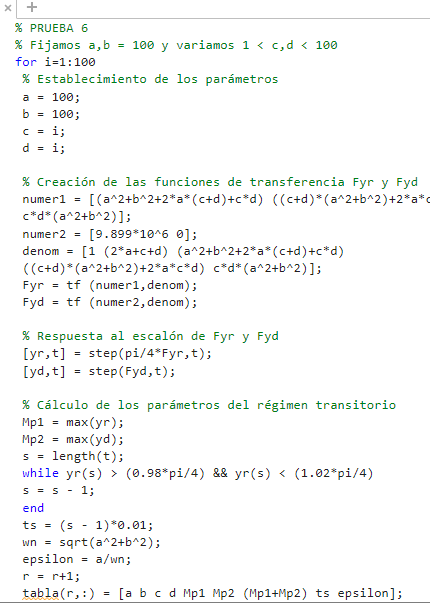 % PRUEBA 6
% Fijamos a,b = 100 y variamos 1 < c,d < 100
for i=1:100
% Establecimiento de los parámetros
a = 100;
b = 100;
c = i;
d = i;
% Creación de las funciones de transferencia Fyr y Fyd
numer1 = [(a^2+b^2+2*a*(c+d)+c*d) ((c+d)*(a^2+b^2)+2*a*c
c*d*(a^2+b^2)];
numer2 = [9.899*10^6 0];
denom = [1 (2*a+c+d) (a^2+b^2+2*a*(c+d)+c*d)
((c+d)*(a^2+b^2)+2*a*c*d) c*d*(a^2+b^2)];
Fyr = tf (numer1,denom);
Fyd = tf (numer2,denom);
% Respuesta al escalón de Fyr y Fyd
[yr,t] = step(pi/4*Fyr,t);
[yd,t] = step(Fyd,t);
% Cálculo de los parámetros del régimen transitorio
Mp1 = max(yr);
Mp2 = max(yd);
s = length(t);
while yr(s) > (0.98*pi/4) && yr(s) < (1.02*pi/4)
s = s - 1;
end
ts = (s - 1)*0.01;
wn = sqrt(a^2+b^2);
epsilon = a/wn;
r = r+1;
tabla(r,:) = [a b c d Mp1 Mp2 (Mp1+Mp2) ts epsilon];